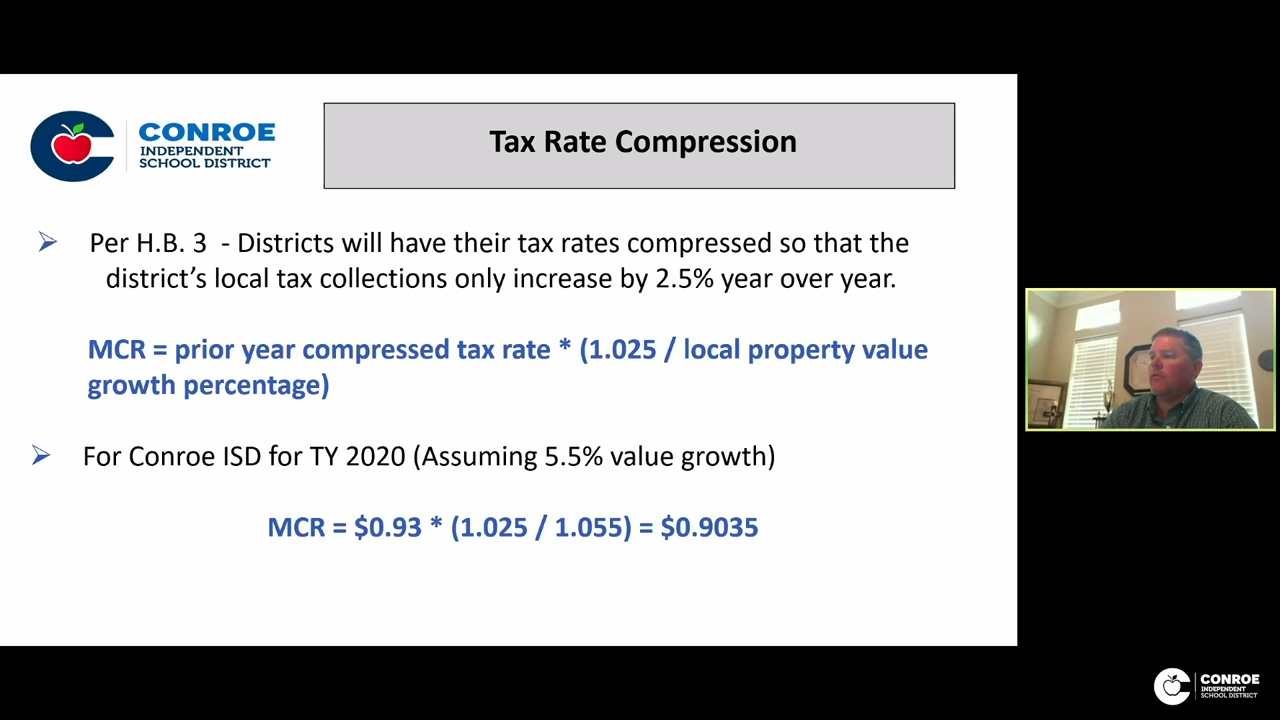 CONROE
INDEPENDENT
SCHOOL DISTRICT
Tax Rate Compression
Per H.B. 3 - Districts will have their tax rates compressed so that the
district’s local tax collections only increase by 2.5% year over year.
MCR = prior year compressed tax rate * (1.025 / local property value
growth percentage)
For Conroe ISD for TY 2020 (Assuming 5.5% value growth)
MCR = $0.93 * (1.025 / 1.055) = $0.9035
CONROE
INDEPENDENT
SCHOOL DISTRICT